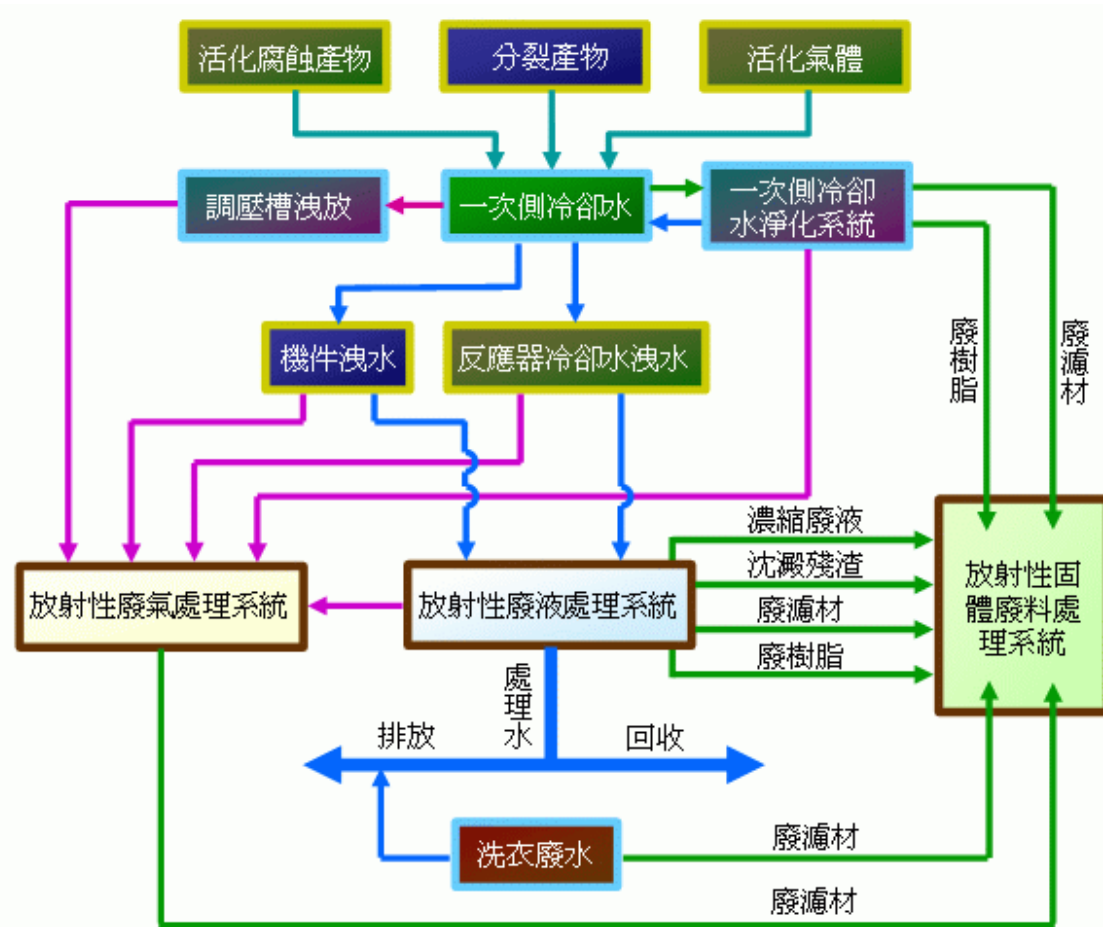 活化腐蝕產物
分裂產物
活化氣體
調壓槽洩放
一次側冷卻水
一次側冷卻
水淨化系統
機件洩水
反應器冷卻水洩水
廢樹脂
廢濾材
濃縮廢液
沈澱殘渣
廢濾材
廢樹脂
放射性廢氣處理系統
放射性廢液處理系統
放射性固
體廢料處
理系統
處理水
排放
回收
洗衣廢水
廢濾材
廢濾材